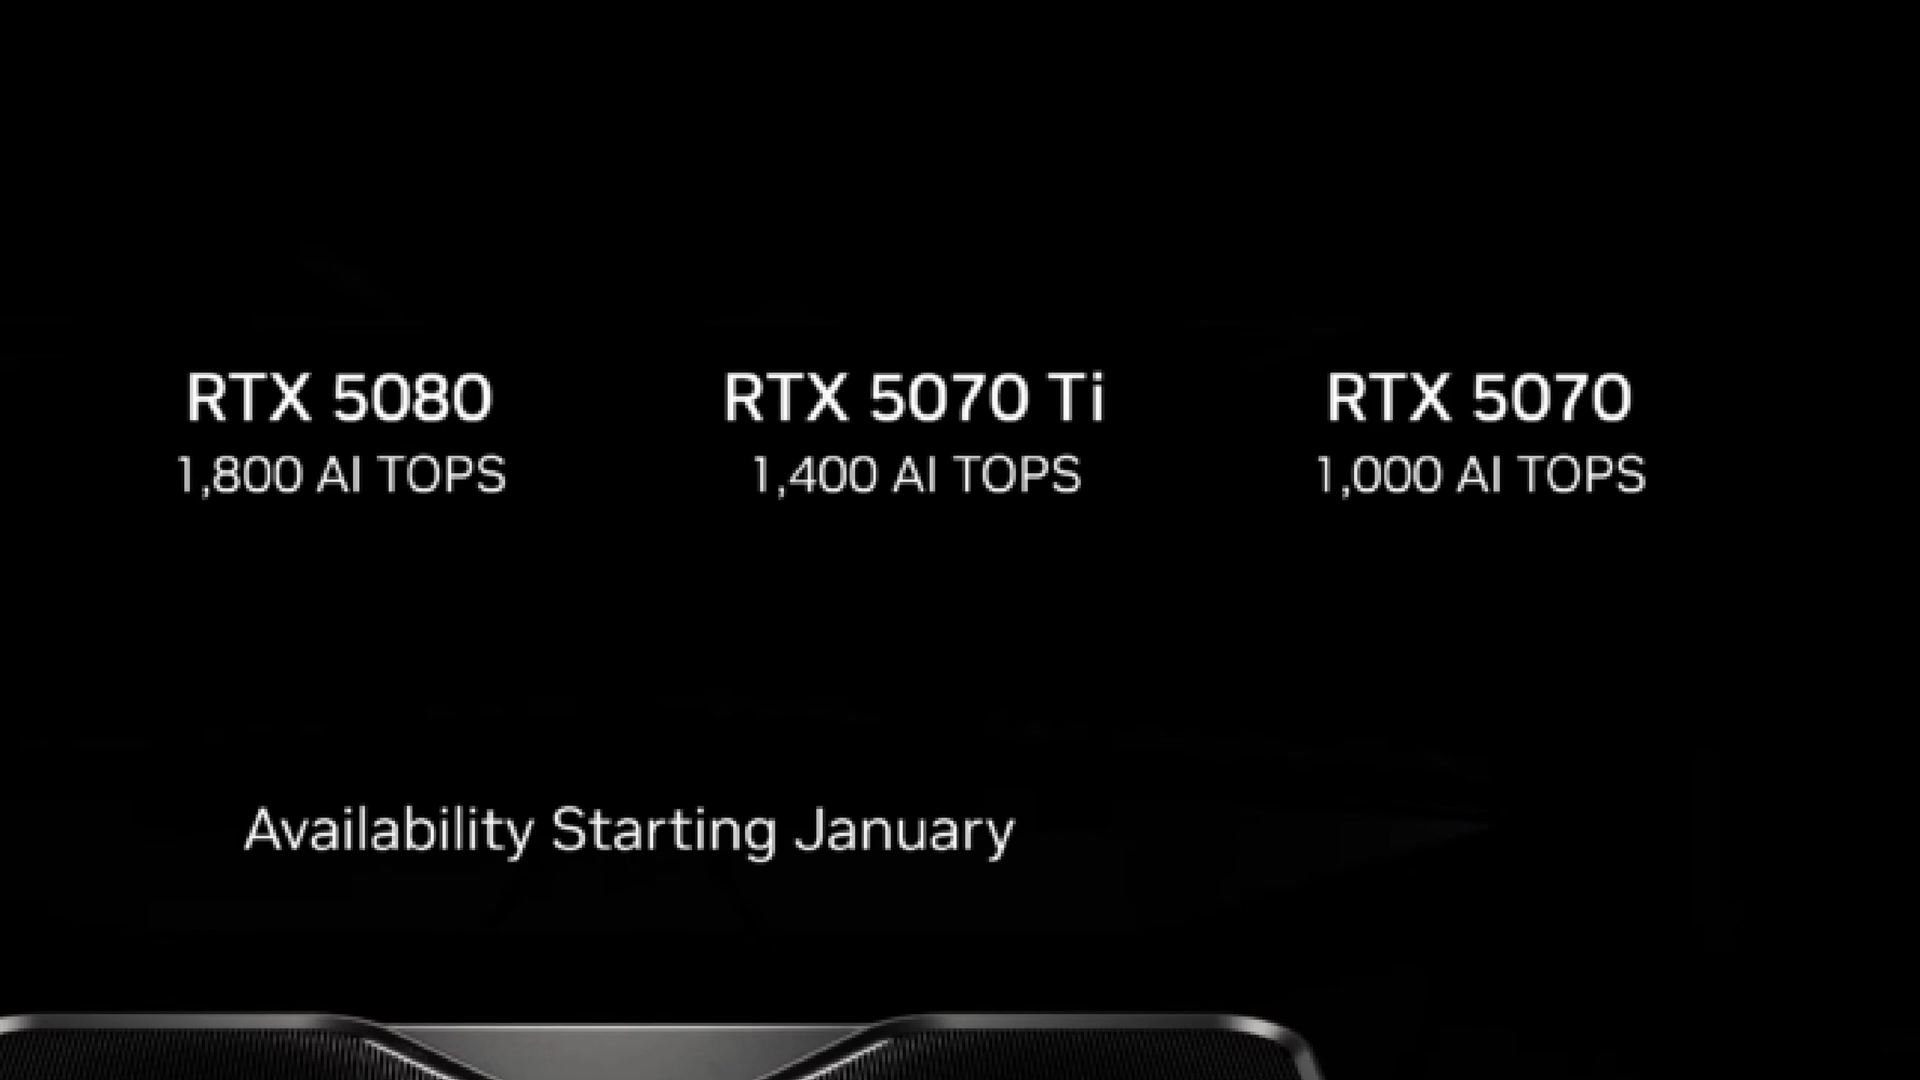 RTX 5080 RTX 5070 Ti RTX 5070
1,800 AI TOPS 1,400 AI TOPS 1,000 AI TOPS
Availability Starting January